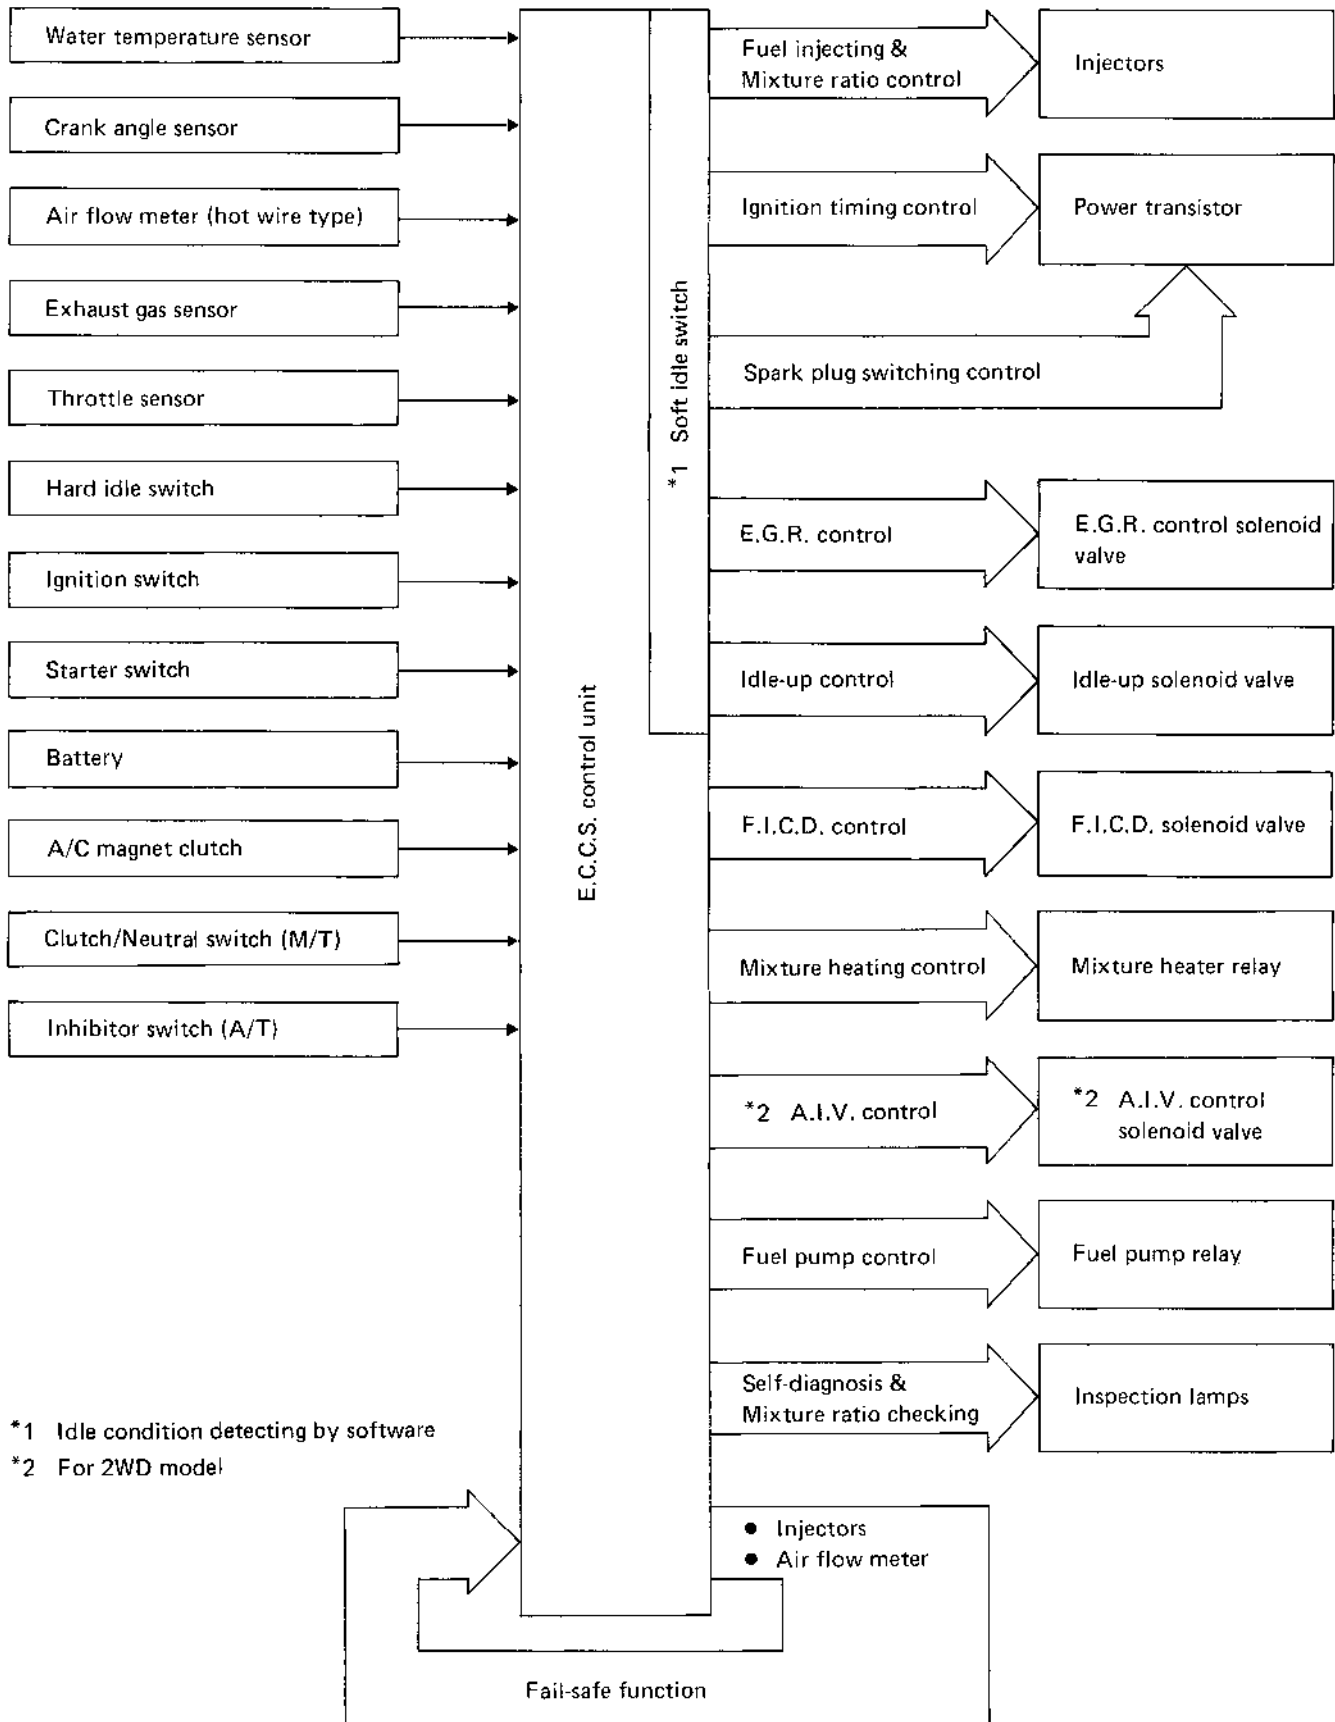 Water temperature sensor
Crank angle sensor
Air flow meter (hot wire type)
Exhaust gas sensor
Throttle sensor
Hard idle switch
Ignition switch
Starter switch
Battery
A/C magnet clutch
Clutch/Neutral switch (M/T)
Inhibitor switch (A/T)
E.C.C.S. control unit
*1 Soft idle switch
Fuel injecting &
Mixture ratio control
Injectors
Ignition timing control
Power transistor
Spark plug switching control
E.G.R. control
E.G.R. control solenoid
valve
Idle-up control
Idle-up solenoid valve
F.I.C.D. control
F.I.C.D. solenoid valve
Mixture heating control
Mixture heater relay
*2 A.I.V. control
*2 A.I.V. control
solenoid valve
Fuel pump control
Fuel pump relay
Self-diagnosis &
Mixture ratio checking
Inspection lamps
*1 Idle condition detecting by software
*2 For 2WD model
● Injectors
● Air flow meter
Fail-safe function